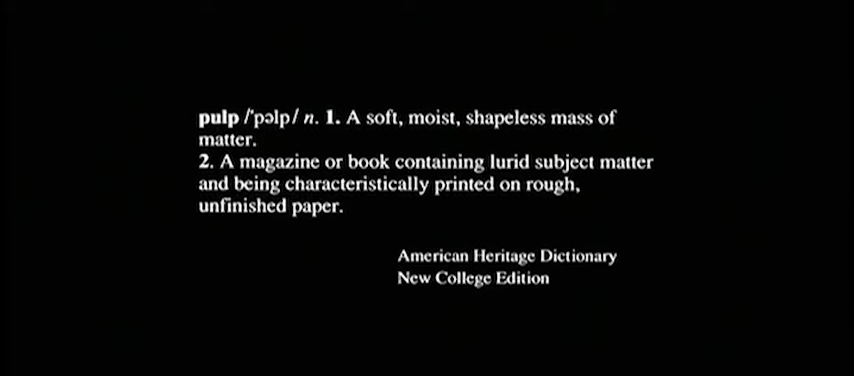 pulp /'pəlp/ n. 1. A soft, moist, shapeless mass of
matter.
2. A magazine or book containing lurid subject matter
and being characteristically printed on rough,
unfinished paper.
American Heritage Dictionary
New College Edition